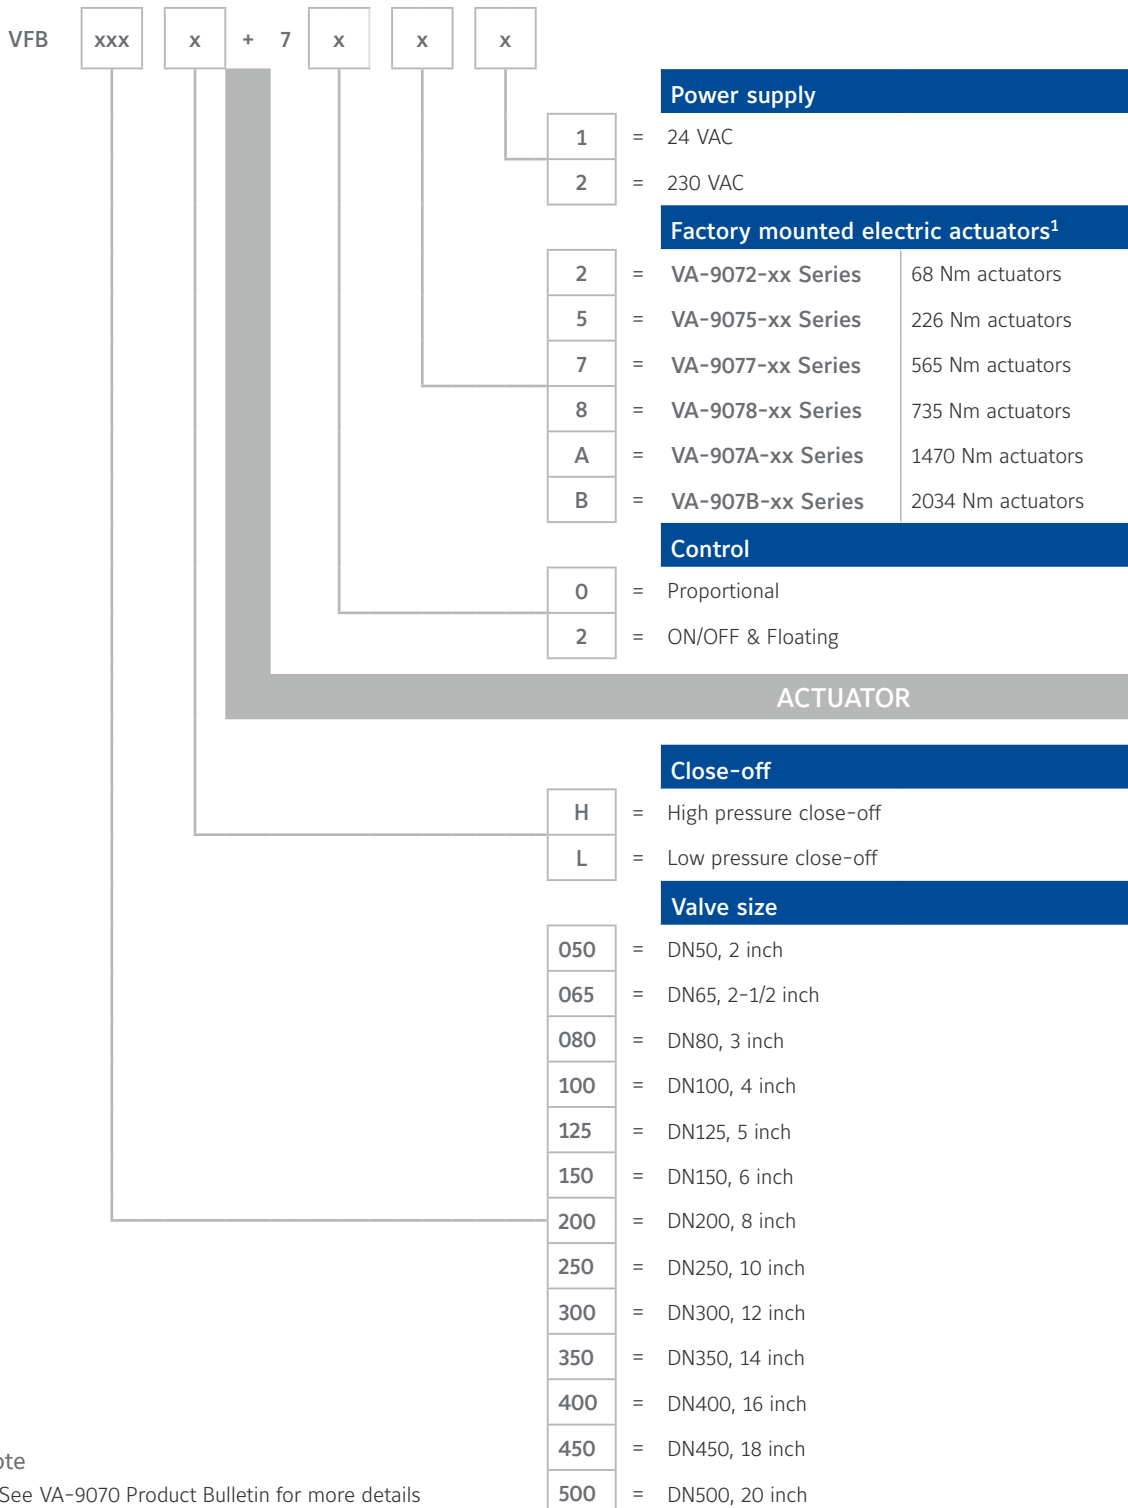 VFB xxx x + 7 x x x
Power supply
1 = 24 VAC
2 = 230 VAC
Factory mounted electric actuators¹
2 = VA-9072-xx Series 68 Nm actuators
5 = VA-9075-xx Series 226 Nm actuators
7 = VA-9077-xx Series 565 Nm actuators
8 = VA-9078-xx Series 735 Nm actuators
A = VA-907A-xx Series 1470 Nm actuators
B = VA-907B-xx Series 2034 Nm actuators
Control
0 = Proportional
2 = ON/OFF & Floating
ACTUATOR
Close-off
H = High pressure close-off
L = Low pressure close-off
Valve size
050 = DN50, 2 inch
065 = DN65, 2-1/2 inch
080 = DN80, 3 inch
100 = DN100, 4 inch
125 = DN125, 5 inch
150 = DN150, 6 inch
200 = DN200, 8 inch
250 = DN250, 10 inch
300 = DN300, 12 inch
350 = DN350, 14 inch
400 = DN400, 16 inch
450 = DN450, 18 inch
500 = DN500, 20 inch
ote
See VA-9070 Product Bulletin for more details